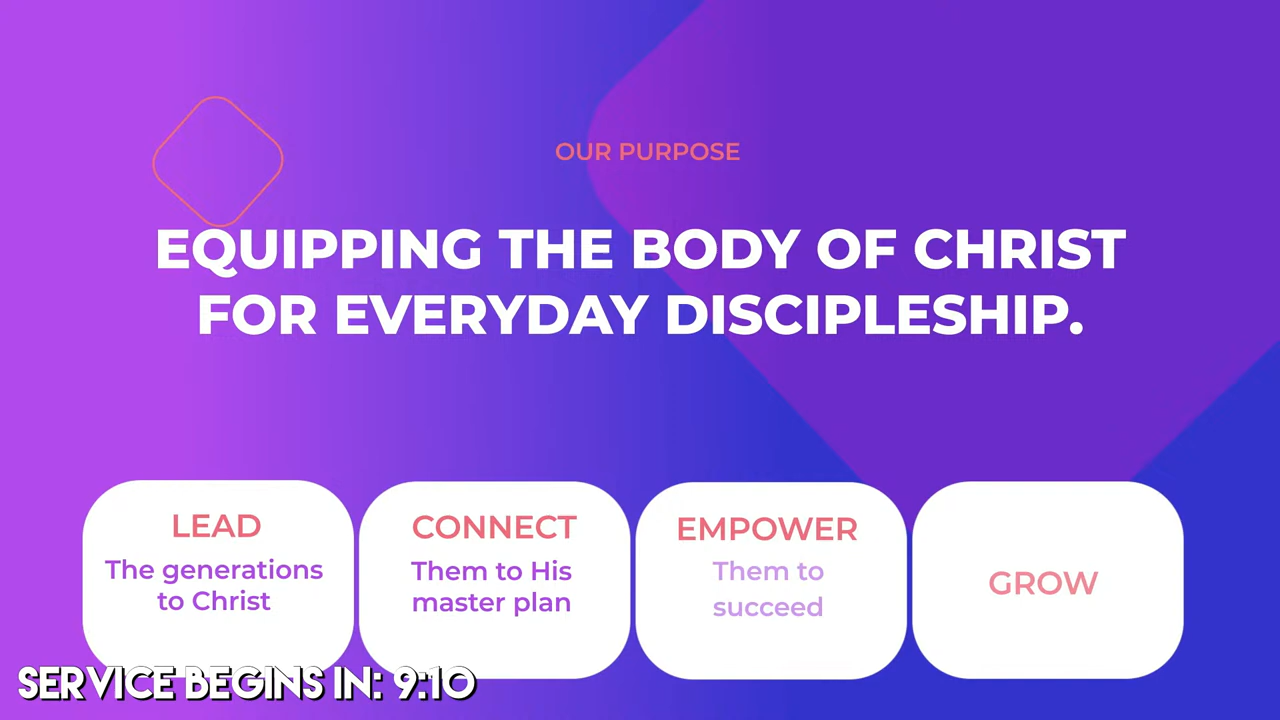 OUR PURPOSE
EQUIPPING THE BODY OF CHRIST
FOR EVERYDAY DISCIPLESHIP.
LEAD
The generations
to Christ
CONNECT
Them to His
master plan
EMPOWER
Them to
succeed
GROW
SERVICE BEGINS IN: 9:10